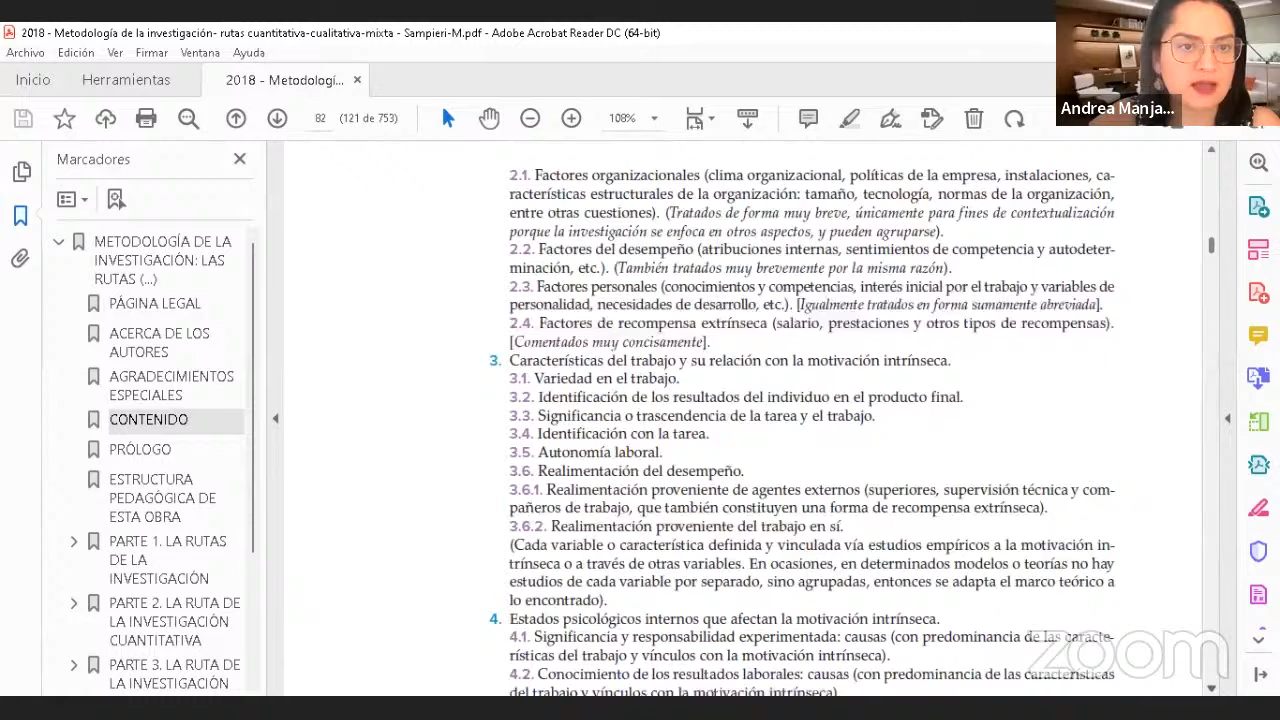 2018 - Metodología de la investigación- rutas cuantitativa-cualitativa-mixta - Sampieri-M.pdf - Adobe Acrobat Reader DC (64-bit)
Archivo Edición Ver Firmar Ventana Ayuda
Inicio Herramientas 2018 - Metodologí... ×
82 (121 de 753) 108%
Andrea Manja...
Marcadores
METODOLOGÍA DE LA
INVESTIGACIÓN: LAS
RUTAS (...)
PÁGINA LEGAL
ACERCA DE LOS
AUTORES
AGRADECIMIENTOS
ESPECIALES
CONTENIDO
PRÓLOGO
ESTRUCTURA
PEDAGÓGICA DE
ESTA OBRA
PARTE 1. LA RUTAS
DE LA
INVESTIGACIÓN
PARTE 2. LA RUTA DE
LA INVESTIGACIÓN
CUANTITATIVA
PARTE 3. LA RUTA DE
LA INVESTIGACIÓN
2.1. Factores organizacionales (clima organizacional, políticas de la empresa, instalaciones, ca-
racterísticas estructurales de la organización: tamaño, tecnología, normas de la organización,
entre otras cuestiones). (Tratados de forma muy breve, únicamente para fines de contextualización
porque la investigación se enfoca en otros aspectos, y pueden agruparse).
2.2. Factores del desempeño (atribuciones internas, sentimientos de competencia y autodeter-
minación, etc.). (También tratados muy brevemente por la misma razón).
2.3. Factores personales (conocimientos y competencias, interés inicial por el trabajo y variables de
personalidad, necesidades de desarrollo, etc.). [Igualmente tratados en forma sumamente abreviada].
2.4. Factores de recompensa extrínseca (salario, prestaciones y otros tipos de recompensas).
[Comentados muy concisamente].
3. Características del trabajo y su relación con la motivación intrínseca.
3.1. Variedad en el trabajo.
3.2. Identificación de los resultados del individuo en el producto final.
3.3. Significancia o trascendencia de la tarea y el trabajo.
3.4. Identificación con la tarea.
3.5. Autonomía laboral.
3.6. Realimentación del desempeño.
3.6.1. Realimentación proveniente de agentes externos (superiores, supervisión técnica y com-
pañeros de trabajo, que también constituyen una forma de recompensa extrínseca).
3.6.2. Realimentación proveniente del trabajo en sí.
(Cada variable o característica definida y vinculada vía estudios empíricos a la motivación in-
trínseca o a través de otras variables. En ocasiones, en determinados modelos o teorías no hay
estudios de cada variable por separado, sino agrupadas, entonces se adapta el marco teórico a
lo encontrado).
4. Estados psicológicos internos que afectan la motivación intrínseca.
4.1. Significancia y responsabilidad experimentada: causas (con predominancia de las caracte-
rísticas del trabajo y vínculos con la motivación intrínseca).
4.2. Conocimiento de los resultados laborales: causas (con predominancia de las características
del trabajo y vínculos con la motivación intrínseca)
zoom